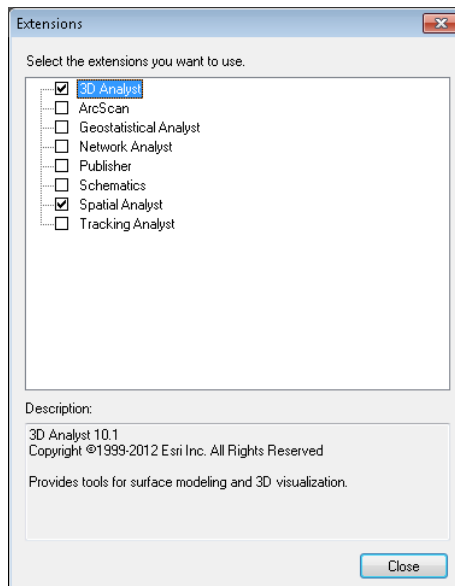 Extensions
Select the extensions you want to use.
3D Analyst
ArcScan
Geostatistical Analyst
Network Analyst
Publisher
Schematics
Spatial Analyst
Tracking Analyst
Description:
3D Analyst 10.1
Copyright ©1999-2012 Esri Inc. All Rights Reserved
Provides tools for surface modeling and 3D visualization.
Close